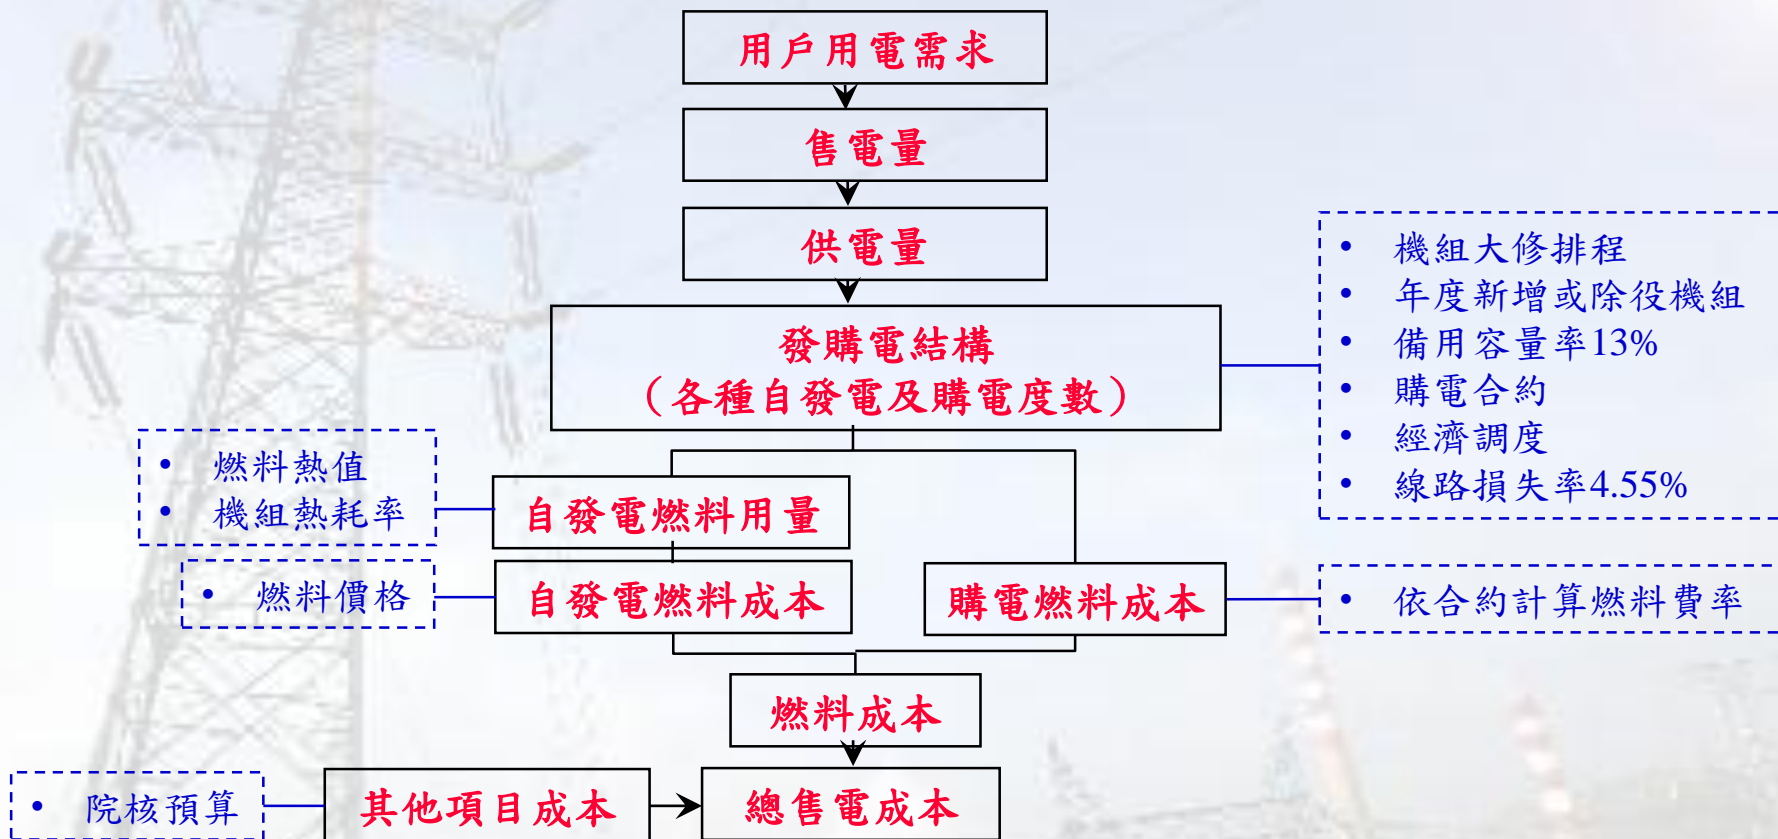 用戶用電需求
售電量
供電量
發購電結構
（各種自發電及購電度數）
• 機組大修排程
• 年度新增或除役機組
• 備用容量率13%
• 購電合約
• 經濟調度
• 線路損失率4.55%
• 燃料熱值
• 機組熱耗率
自發電燃料用量
• 燃料價格
自發電燃料成本
購電燃料成本
• 依合約計算燃料費率
燃料成本
• 院核預算
其他項目成本
總售電成本